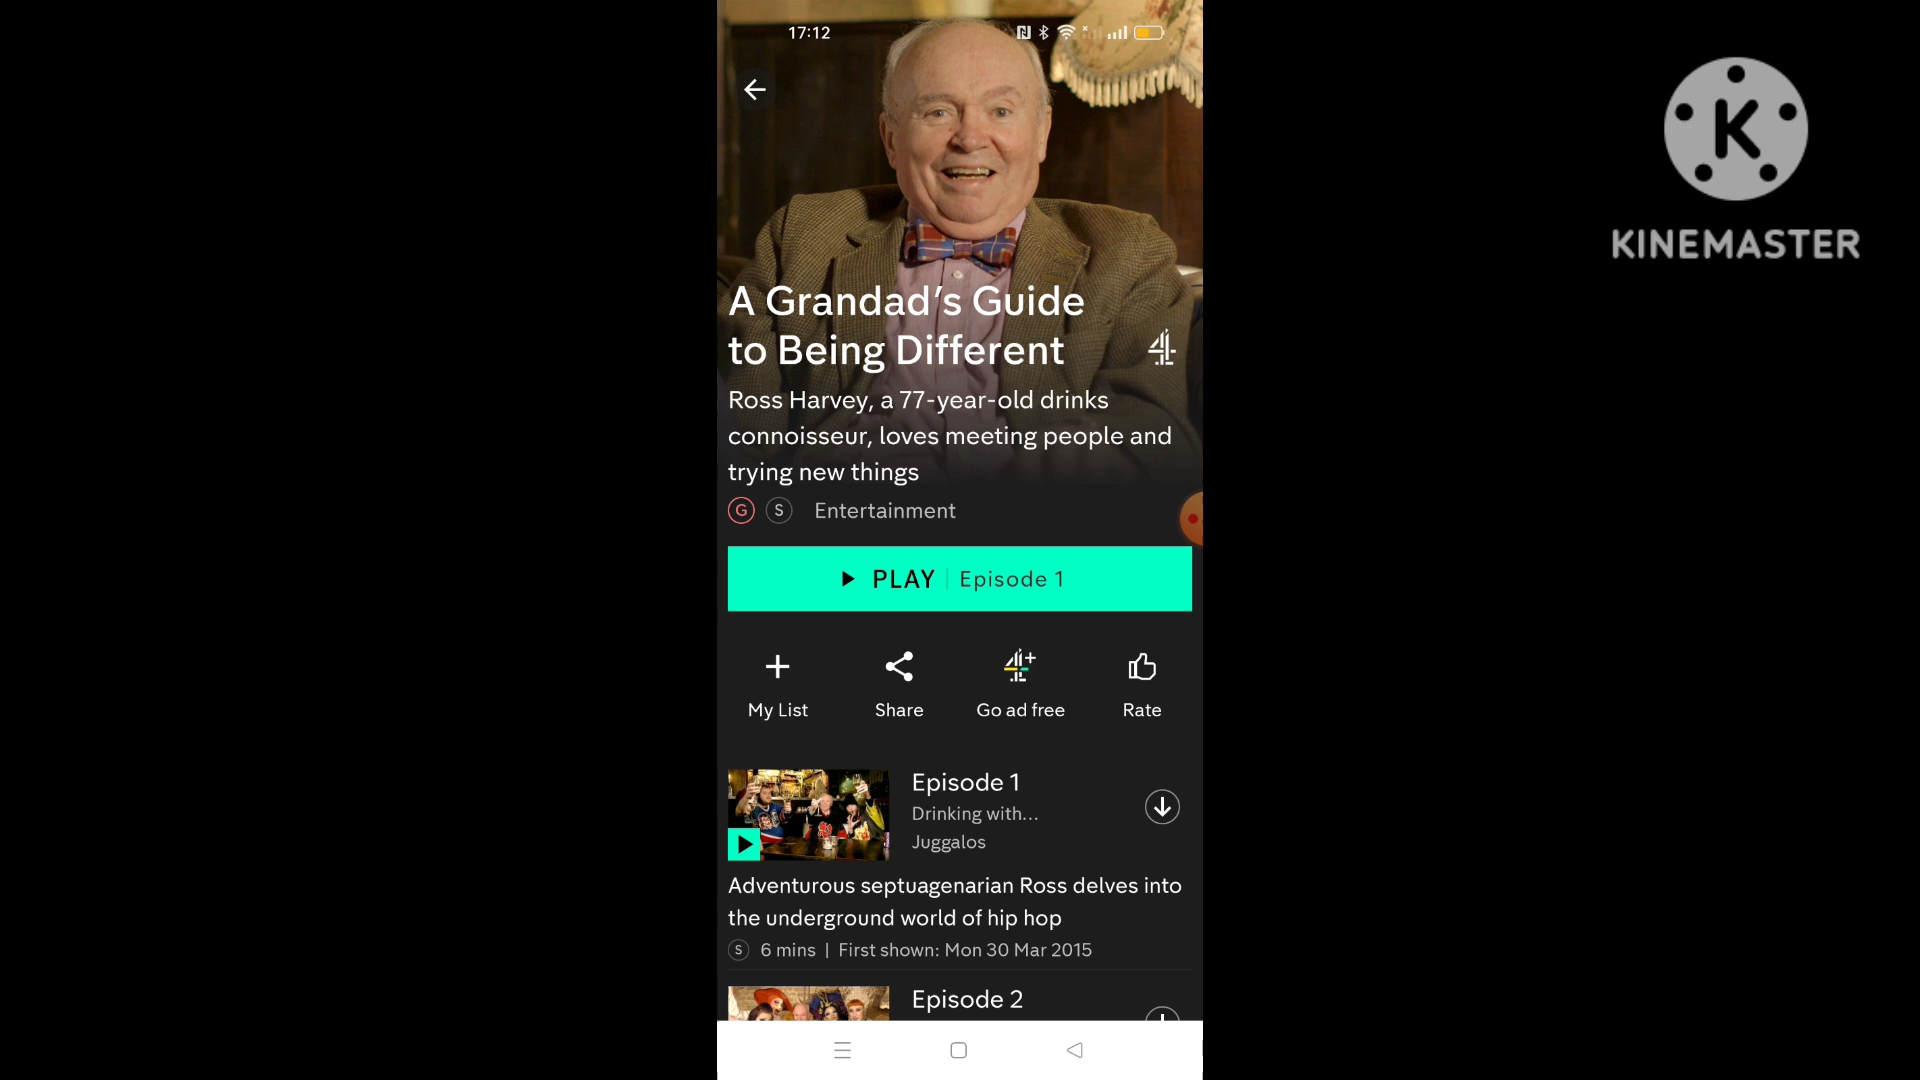 17:12
K
KINEMASTER
A Grandad’s Guide
to Being Different
Ross Harvey, a 77-year-old drinks
connoisseur, loves meeting people and
trying new things
G S Entertainment
PLAY | Episode 1
My List
Share
Go ad free
Rate
Episode 1
Drinking with...
Juggalos
Adventurous septuagenarian Ross delves into
the underground world of hip hop
S 6 mins | First shown: Mon 30 Mar 2015
Episode 2